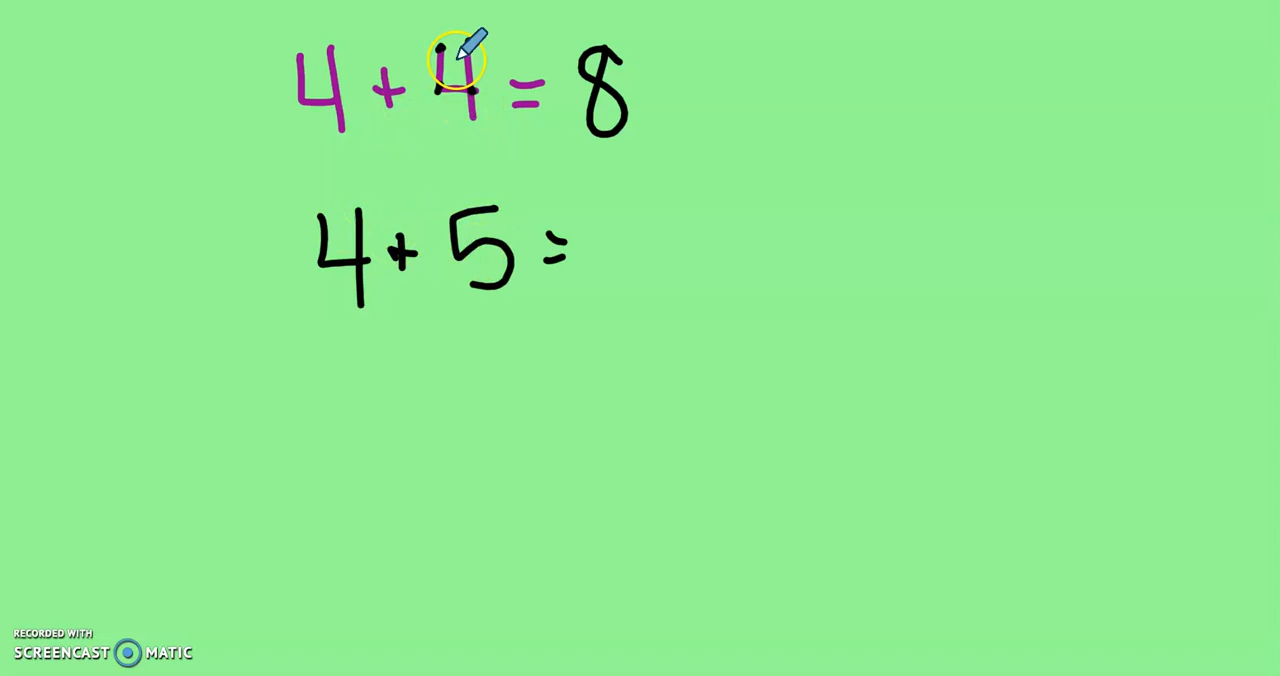 4 + 4 = 8
4 + 5 =
RECORDED WITH
SCREENCAST MATIC